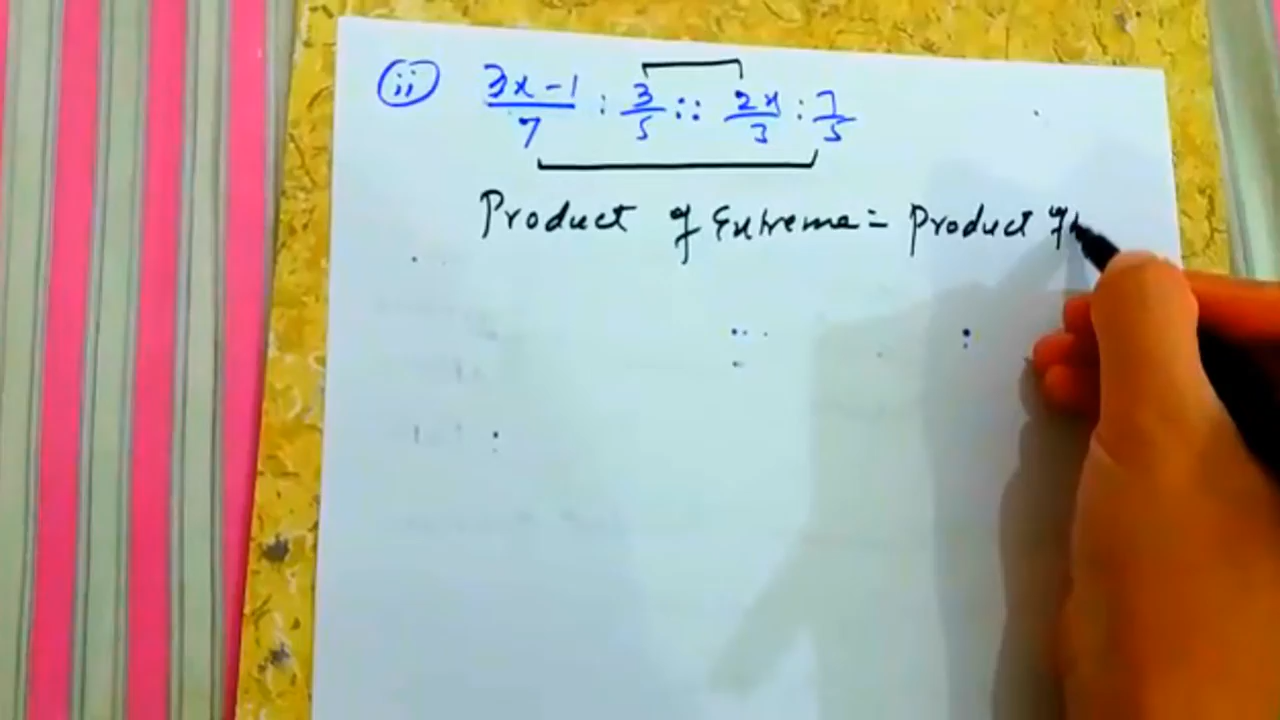 (ii) (3x-1)/7 : 3/5 :: 2x/3 : 7/5
Product of Extreme = Product of